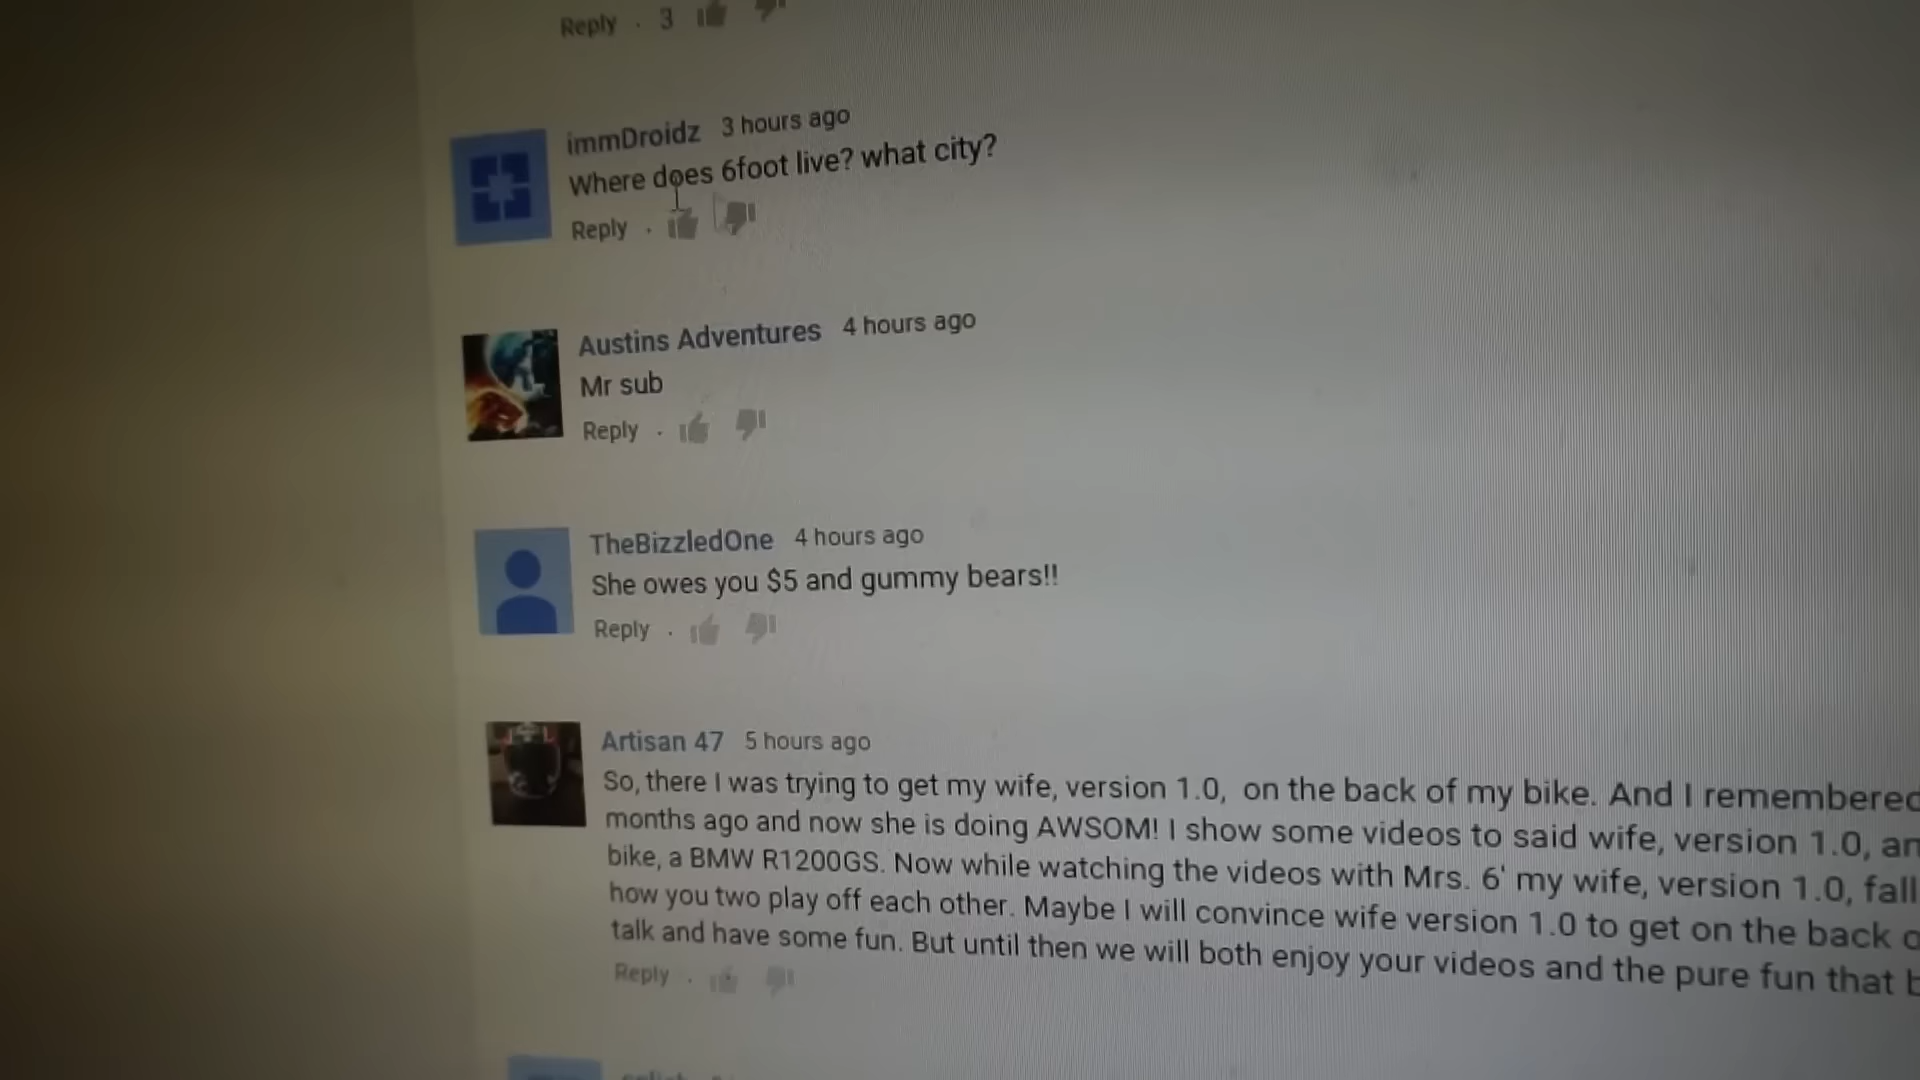 Reply · 3
immDroidz 3 hours ago
Where does 6foot live? what city?
Reply ·
Austins Adventures 4 hours ago
Mr sub
Reply ·
TheBizzledOne 4 hours ago
She owes you $5 and gummy bears!!
Reply ·
Artisan 47 5 hours ago
So, there I was trying to get my wife, version 1.0, on the back of my bike. And I remembered
months ago and now she is doing AWSOM! I show some videos to said wife, version 1.0, an
bike, a BMW R1200GS. Now while watching the videos with Mrs. 6' my wife, version 1.0, fall
how you two play off each other. Maybe I will convince wife version 1.0 to get on the back o
talk and have some fun. But until then we will both enjoy your videos and the pure fun that b
Reply ·